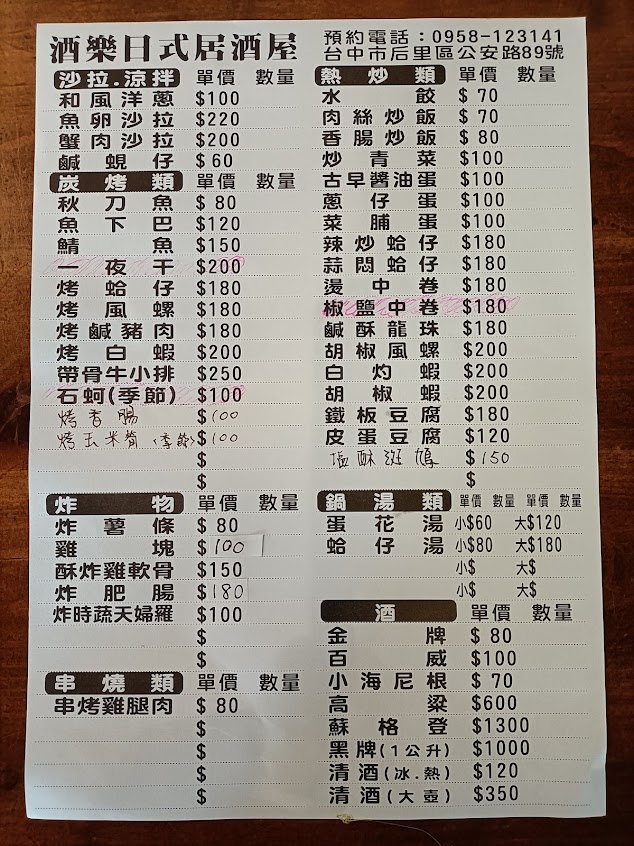 酒樂日式居酒屋
預約電話：0958-123141
台中市后里區公安路89號
沙拉.涼拌 單價 數量
和風洋蔥 $100
魚卵沙拉 $220
蟹肉沙拉 $200
鹹蜆仔 $60
炭烤類 單價 數量
秋刀魚 $80
魚下巴 $120
鯖魚 $150
一夜干 $200
烤蛤仔 $180
烤風螺 $180
烤鹹豬肉 $180
烤白蝦 $200
帶骨牛小排 $250
石蚵(季節) $100
烤香腸 $100
烤玉米筍(季節) $100
$
$
炸物 單價 數量
炸薯條 $80
雞塊 $100
酥炸雞軟骨 $150
炸肥腸 $180
炸時蔬天婦羅 $100
$
$
串燒類 單價 數量
串烤雞腿肉 $80
$
$
$
$
熱炒類 單價 數量
水餃 $70
肉絲炒飯 $70
香腸炒飯 $80
炒青菜 $100
古早醬油蛋 $100
蔥仔蛋 $100
菜脯蛋 $100
辣炒蛤仔 $180
蒜悶蛤仔 $180
燙中卷 $180
椒鹽中卷 $180
鹹酥龍珠 $180
胡椒風螺 $200
白灼蝦 $200
胡椒蝦 $200
鐵板豆腐 $180
皮蛋豆腐 $120
塩酥斑鳩 $150
$
鍋湯類 單價 數量 單價 數量
蛋花湯 小$60 大$120
蛤仔湯 小$80 大$180
小$ 大$
小$ 大$
酒 單價 數量
金牌 $80
百威 $100
小海尼根 $70
高粱 $600
蘇格登 $1300
黑牌(1公升) $1000
清酒(冰.熱) $120
清酒(大壺) $350